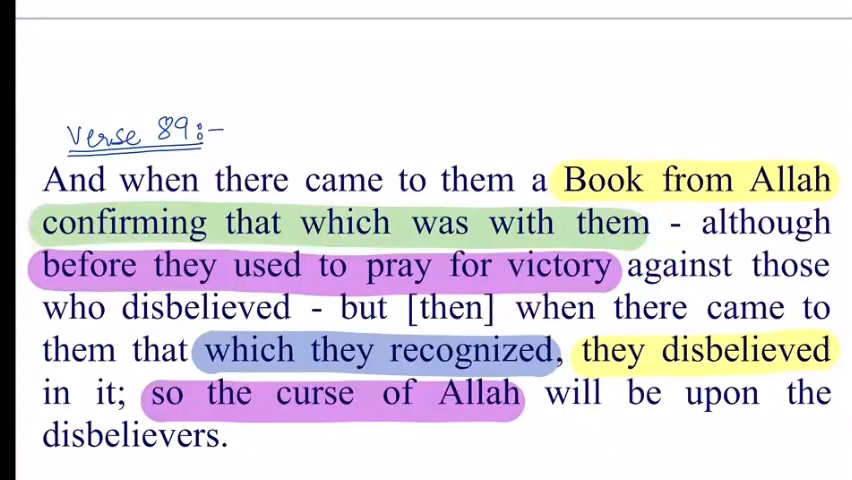 Verse 89:-
And when there came to them a Book from Allah
confirming that which was with them - although
before they used to pray for victory against those
who disbelieved - but [then] when there came to
them that which they recognized, they disbelieved
in it; so the curse of Allah will be upon the
disbelievers.